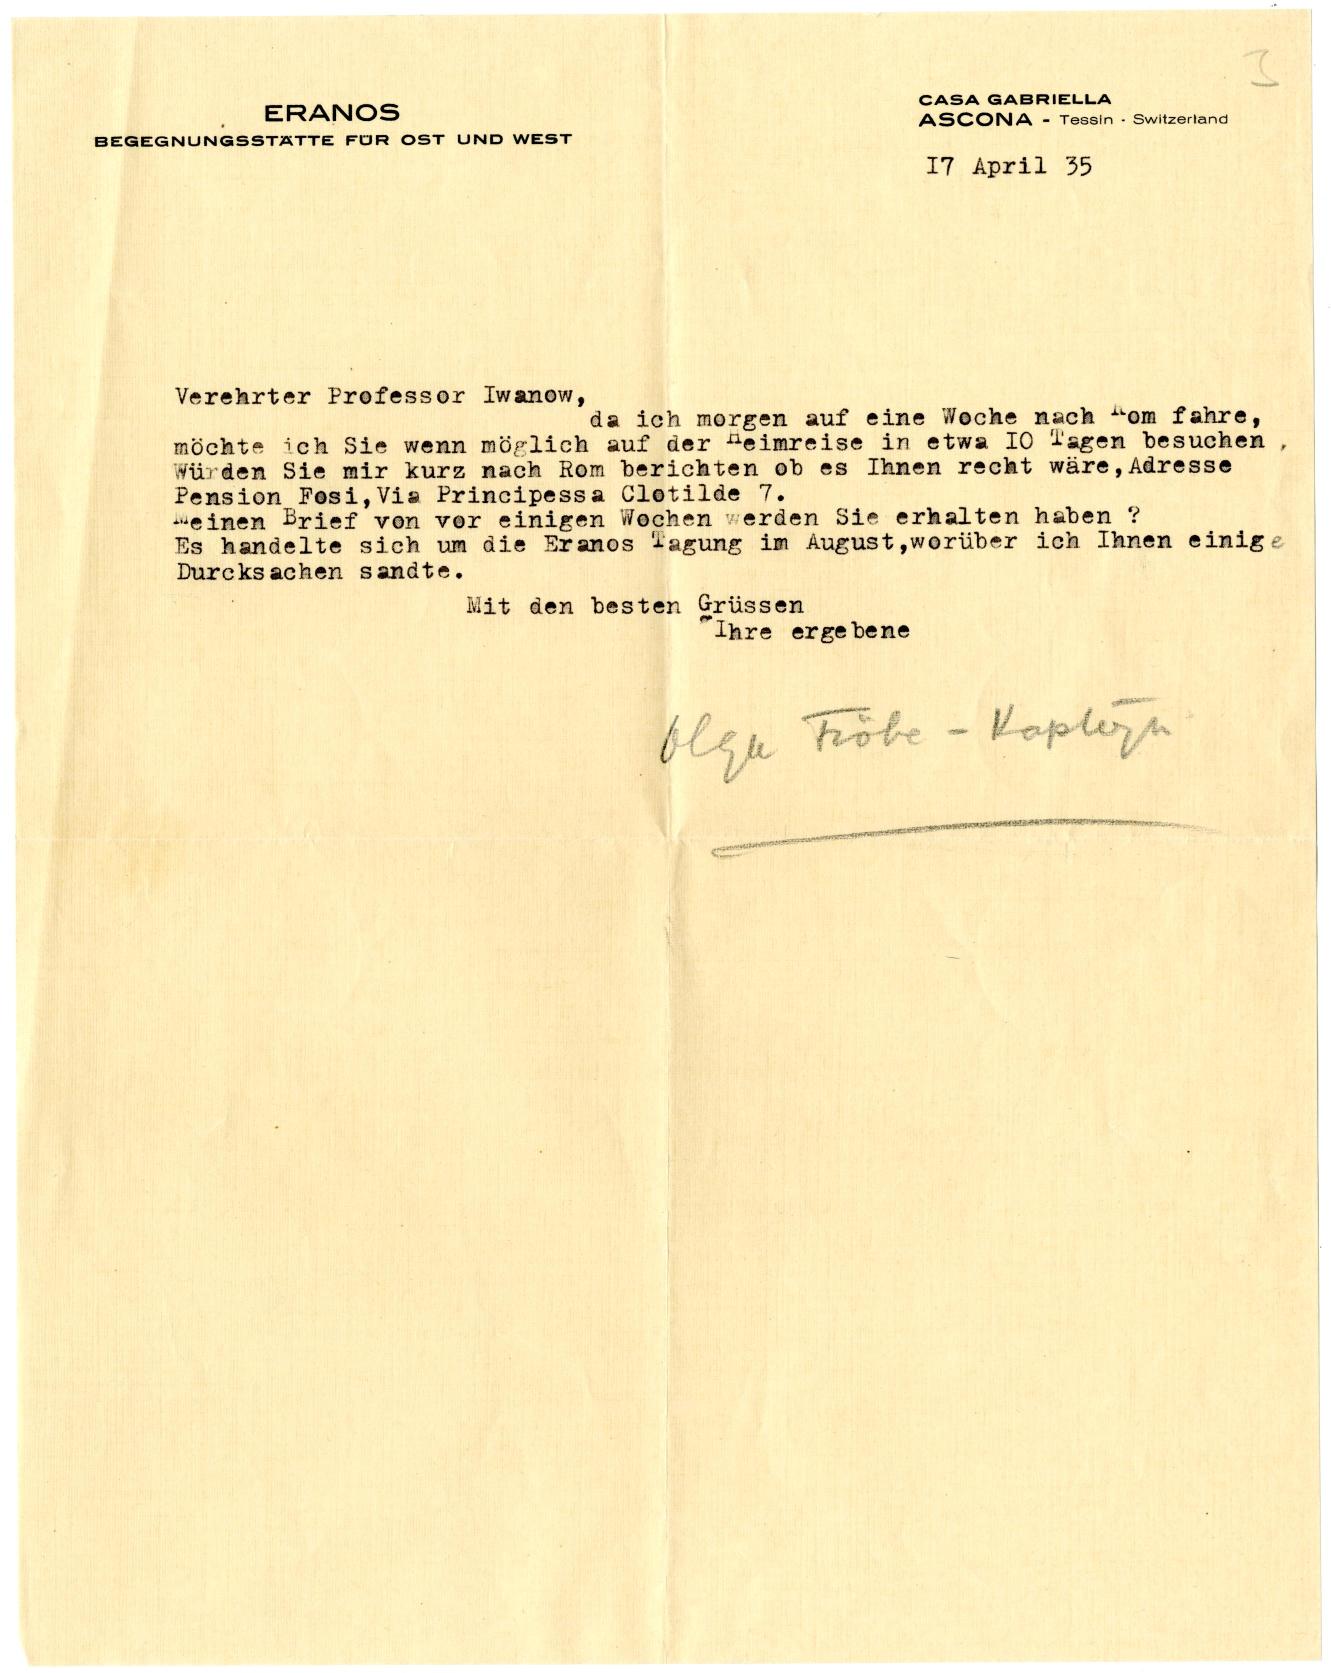 3
ERANOS
BEGEGNUNGSSTÄTTE FÜR OST UND WEST
CASA GABRIELLA
ASCONA - Tessin - Switzerland
I7 April 35
Verehrter Professor Iwanow,
da ich morgen auf eine Woche nach Rom fahre,
möchte ich Sie wenn möglich auf der Heimreise in etwa IO Tagen besuchen ,
Würden Sie mir kurz nach Rom berichten ob es Ihnen recht wäre,Adresse
Pension Fosi,Via Principessa Clotilde 7.
Meinen Brief von vor einigen Wochen werden Sie erhalten haben ?
Es handelte sich um die Eranos Tagung im August,worüber ich Ihnen einige
Durcksachen sandte.
Mit den besten Grüssen
Ihre ergebene
Olga Fröbe - Kapteyn